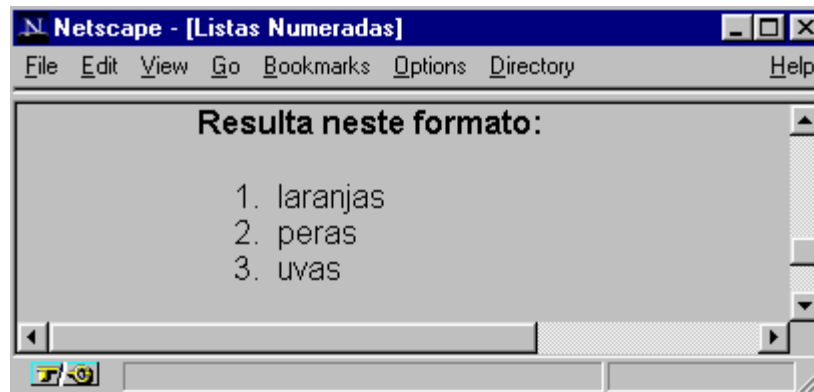 Netscape - [Listas Numeradas]
File Edit View Go Bookmarks Options Directory Help
Resulta neste formato:
1. laranjas
2. peras
3. uvas